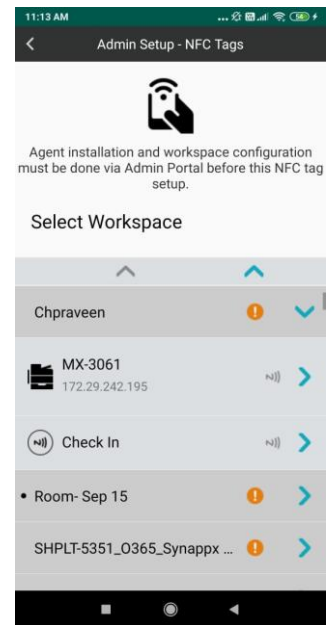 11:13 AM
... 56
Admin Setup - NFC Tags
Agent installation and workspace configuration
must be done via Admin Portal before this NFC tag
setup.
Select Workspace
Chpraveen
MX-3061
172.29.242.195
Check In
• Room- Sep 15
SHPLT-5351_O365_Synappx ...